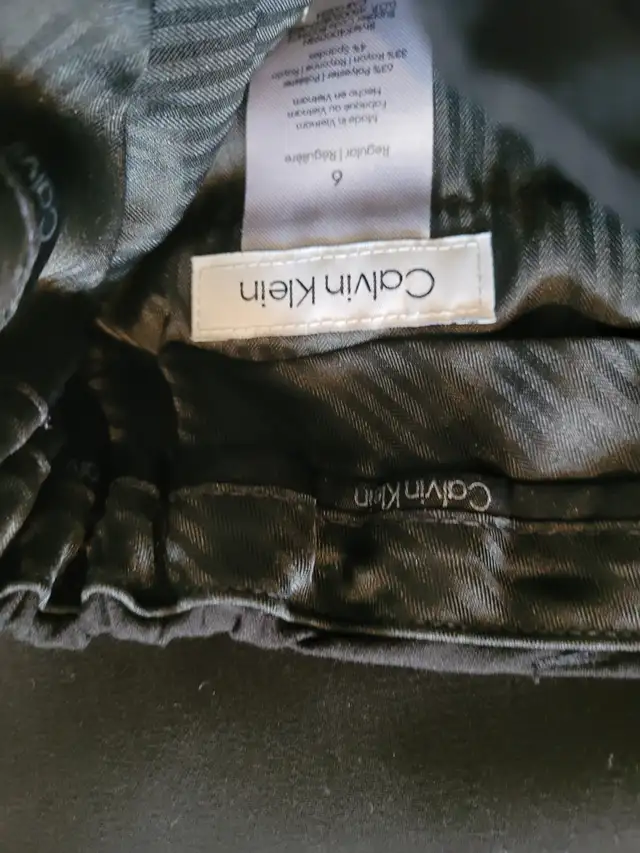 Calvin Klein
6
Regular | Régulière
Made in Vietnam
Fabriqué au Vietnam
Hecho en Vietnam
63% Polyester | Poliéster
33% Rayon | Rayonne | Rayón
4% Spandex
Calvin Klein
Calv